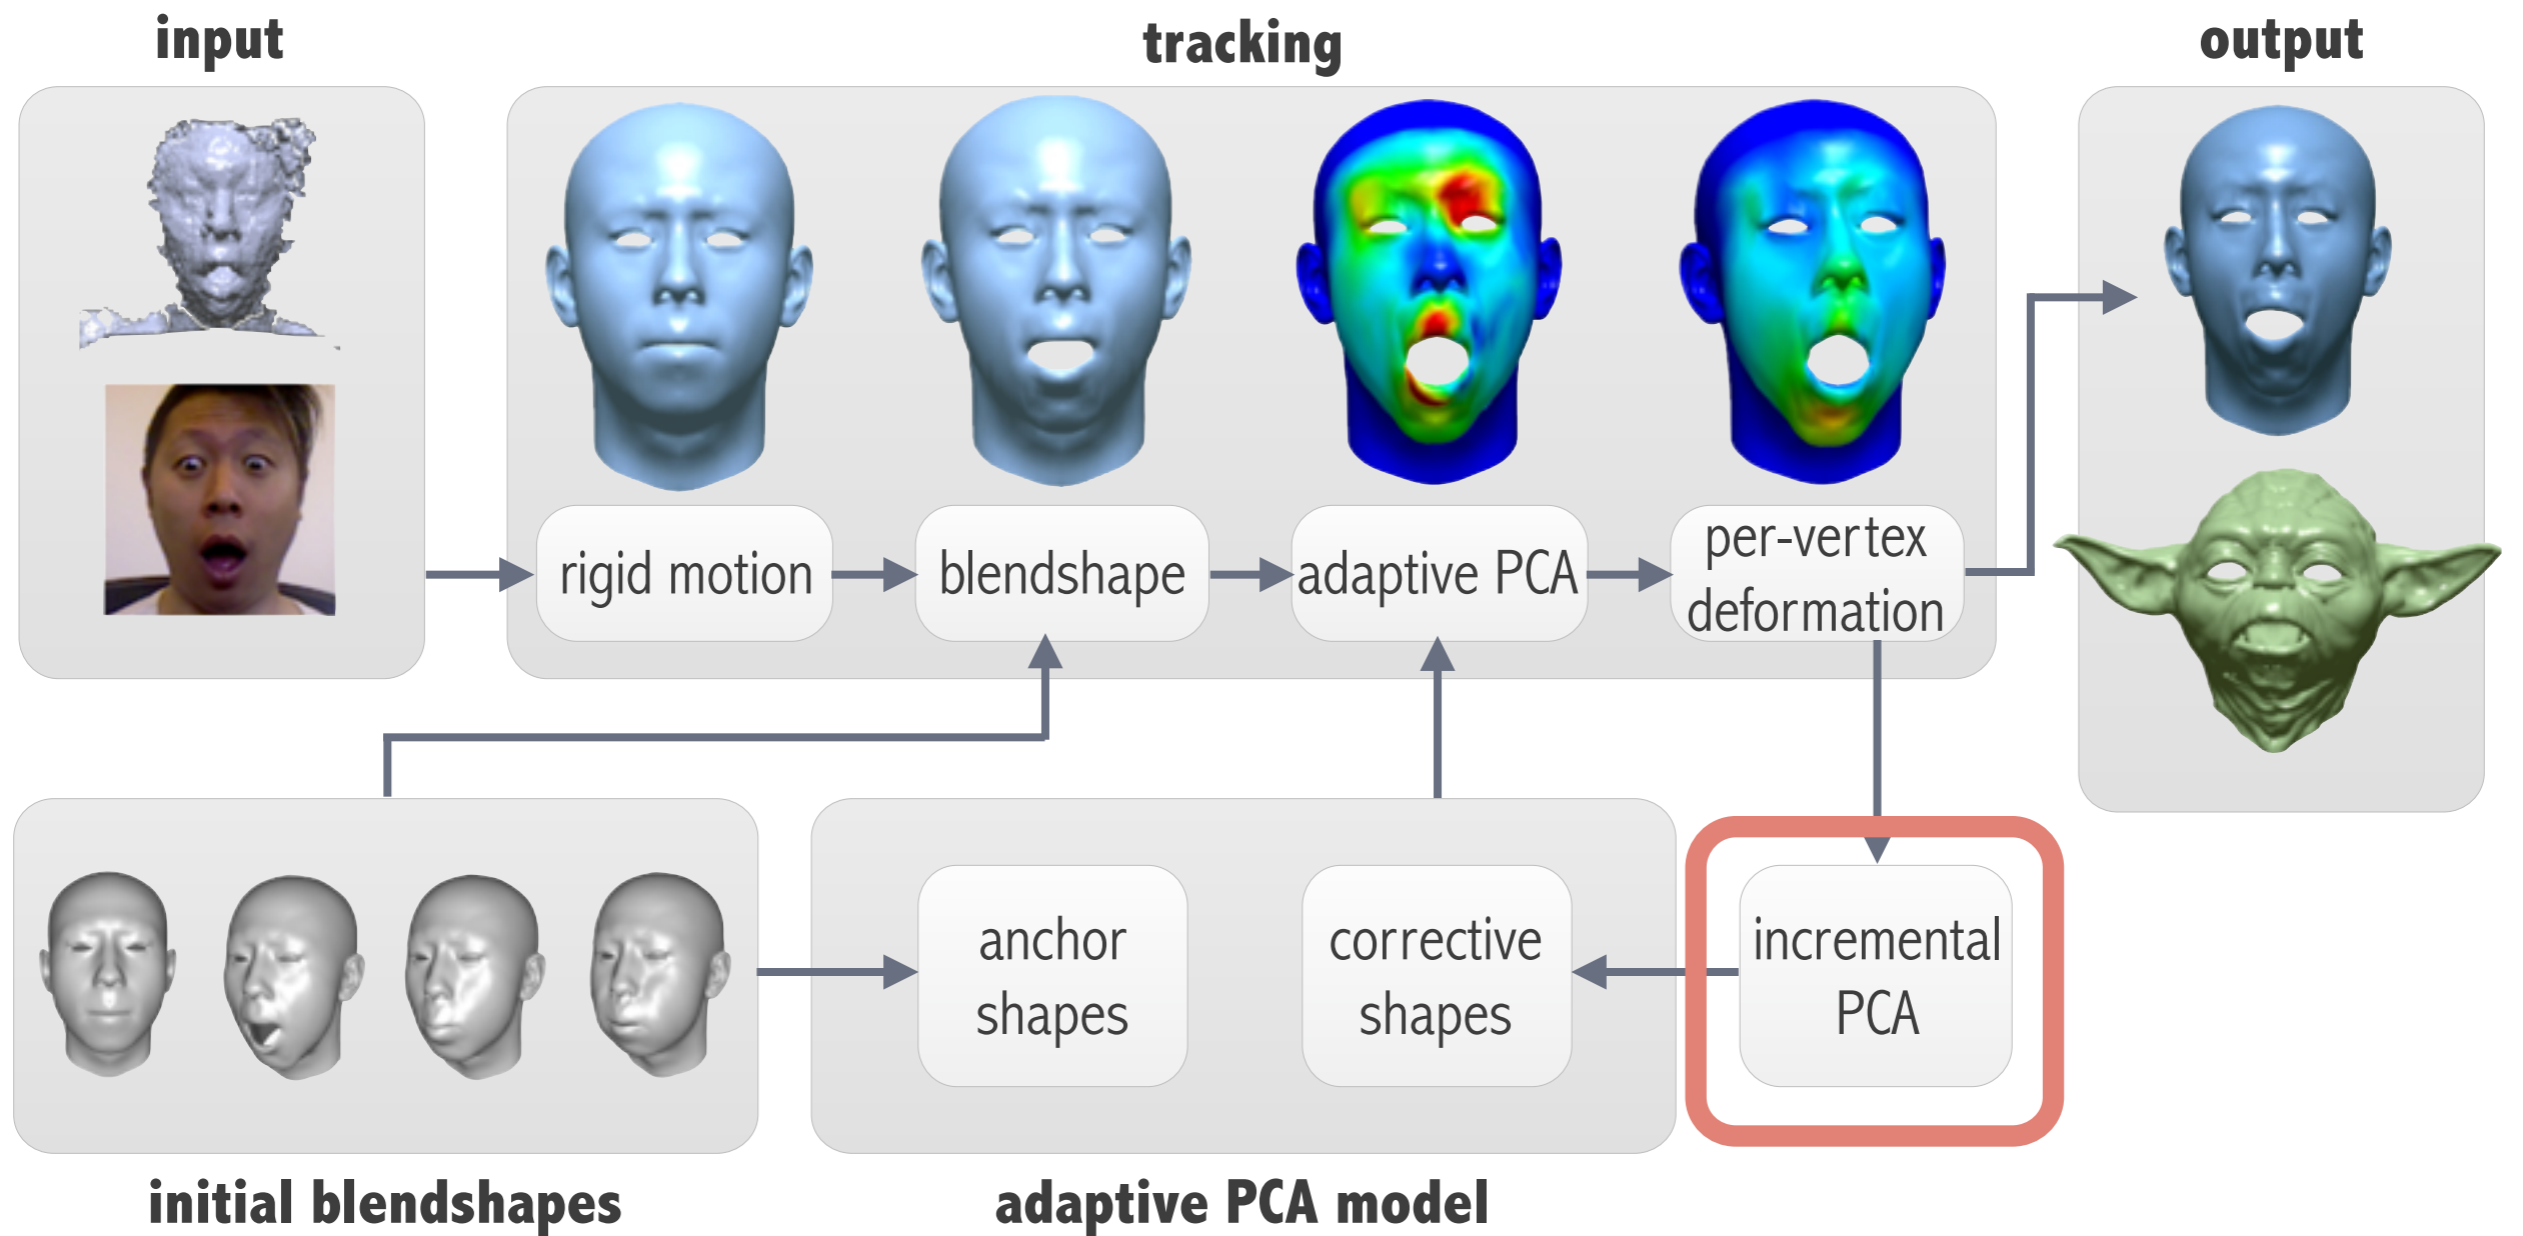 input
tracking
output
rigid motion
blendshape
adaptive PCA
per-vertex
deformation
anchor
shapes
corrective
shapes
incremental
PCA
initial blendshapes
adaptive PCA model